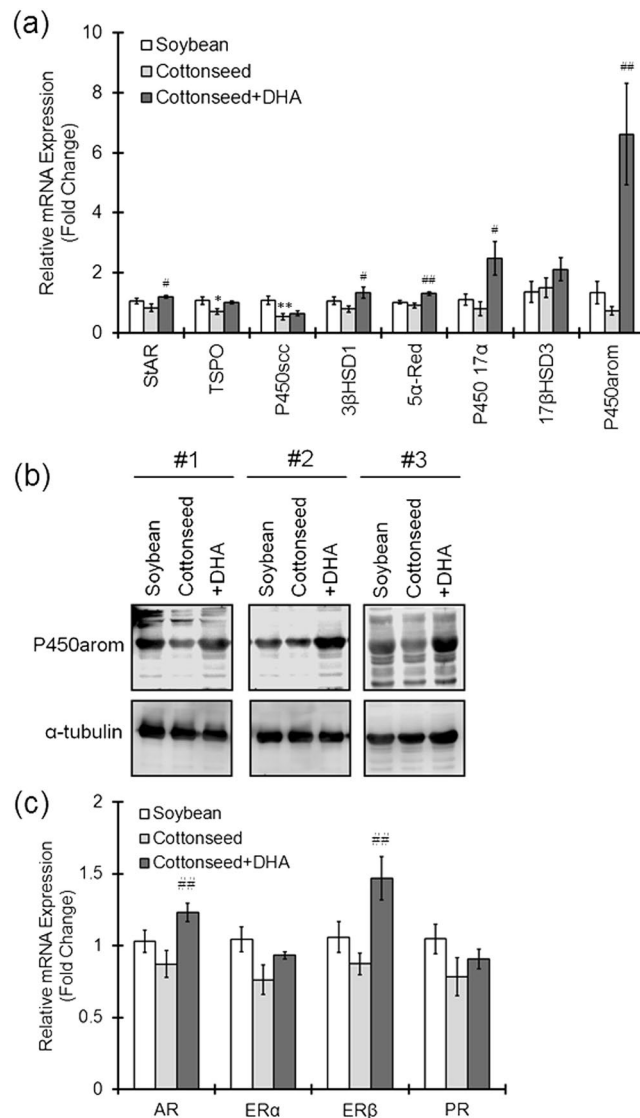 (a)
10
8
6
4
2
0
Relative mRNA Expression
(Fold Change)
Soybean
Cottonseed
Cottonseed+DHA
#
*
**
#
##
#
##
StAR
TSPO
P450scc
3βHSD1
5α-Red
P450 17α
17βHSD3
P450arom
(b)
#1
#2
#3
Soybean
Cottonseed
+DHA
Soybean
Cottonseed
+DHA
Soybean
Cottonseed
+DHA
P450arom
α-tubulin
(c)
2
1.5
1
0.5
0
Relative mRNA Expression
(Fold Change)
Soybean
Cottonseed
Cottonseed+DHA
##
##
AR
ERα
ERβ
PR